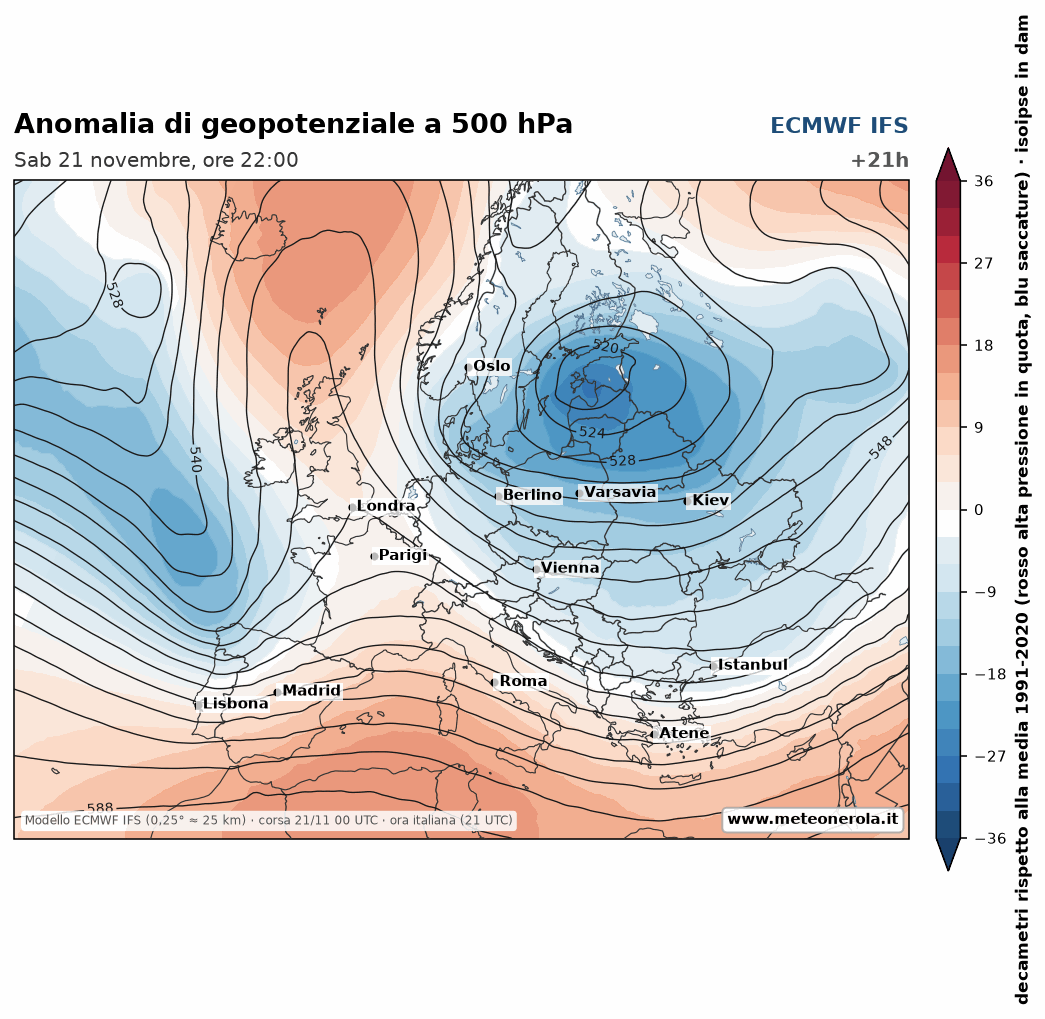 Anomalia di geopotenziale a 500 hPa
ECMWF IFS
Sab 21 novembre, ore 22:00
+21h
528
520
Oslo
524
528
540
548
Berlino
Varsavia
Kiev
Londra
Parigi
Vienna
Istanbul
Roma
Madrid
Lisbona
Atene
588
Modello ECMWF IFS (0,25° ≈ 25 km) · corsa 21/11 00 UTC · ora italiana (21 UTC)
www.meteonerola.it
36
27
18
9
0
−9
−18
−27
−36
decametri rispetto alla media 1991-2020 (rosso alta pressione in quota, blu saccature) · isoipse in dam